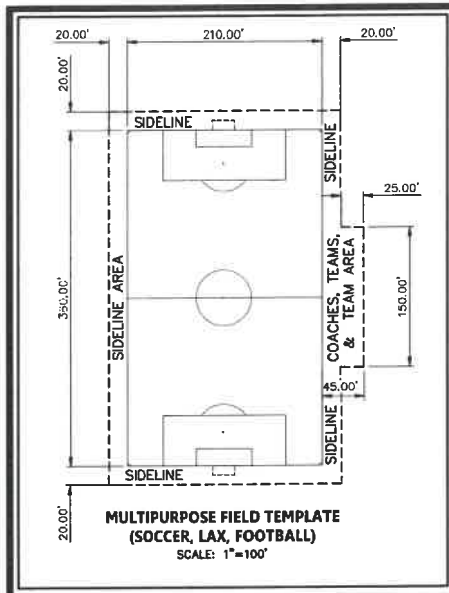 20.00'
210.00'
20.00'
20.00'
SIDELINE
SIDELINE
25.00'
360.00'
SIDELINE AREA
COACHES, TEAMS,
& TEAM AREA
150.00'
45.00'
SIDELINE
SIDELINE
20.00'
MULTIPURPOSE FIELD TEMPLATE
(SOCCER, LAX, FOOTBALL)
SCALE: 1"=100'